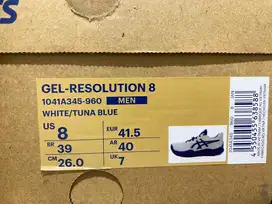 GEL-RESOLUTION 8
1041A345-960 MEN
WHITE/TUNA BLUE
US 8 EUR 41.5
BR 39 AR 40
CM 26.0 UK 7